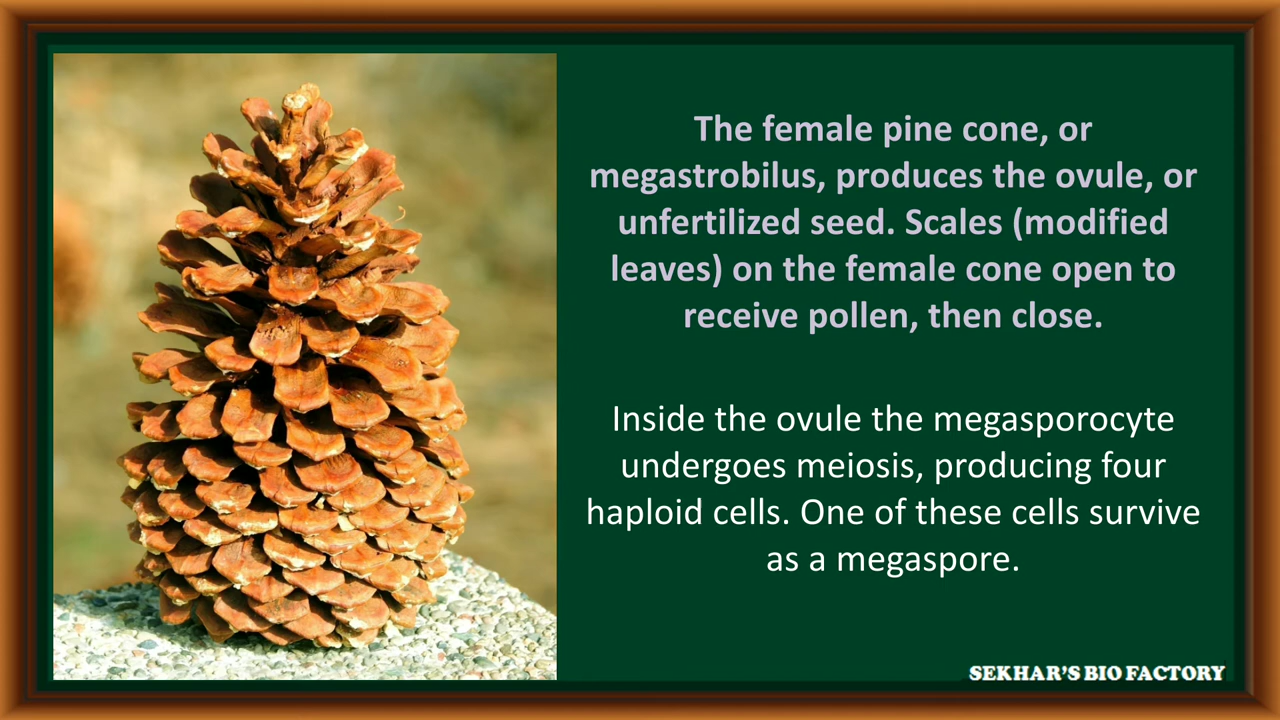 The female pine cone, or
megastrobilus, produces the ovule, or
unfertilized seed. Scales (modified
leaves) on the female cone open to
receive pollen, then close.
Inside the ovule the megasporocyte
undergoes meiosis, producing four
haploid cells. One of these cells survive
as a megaspore.
SEKHAR'S BIO FACTORY